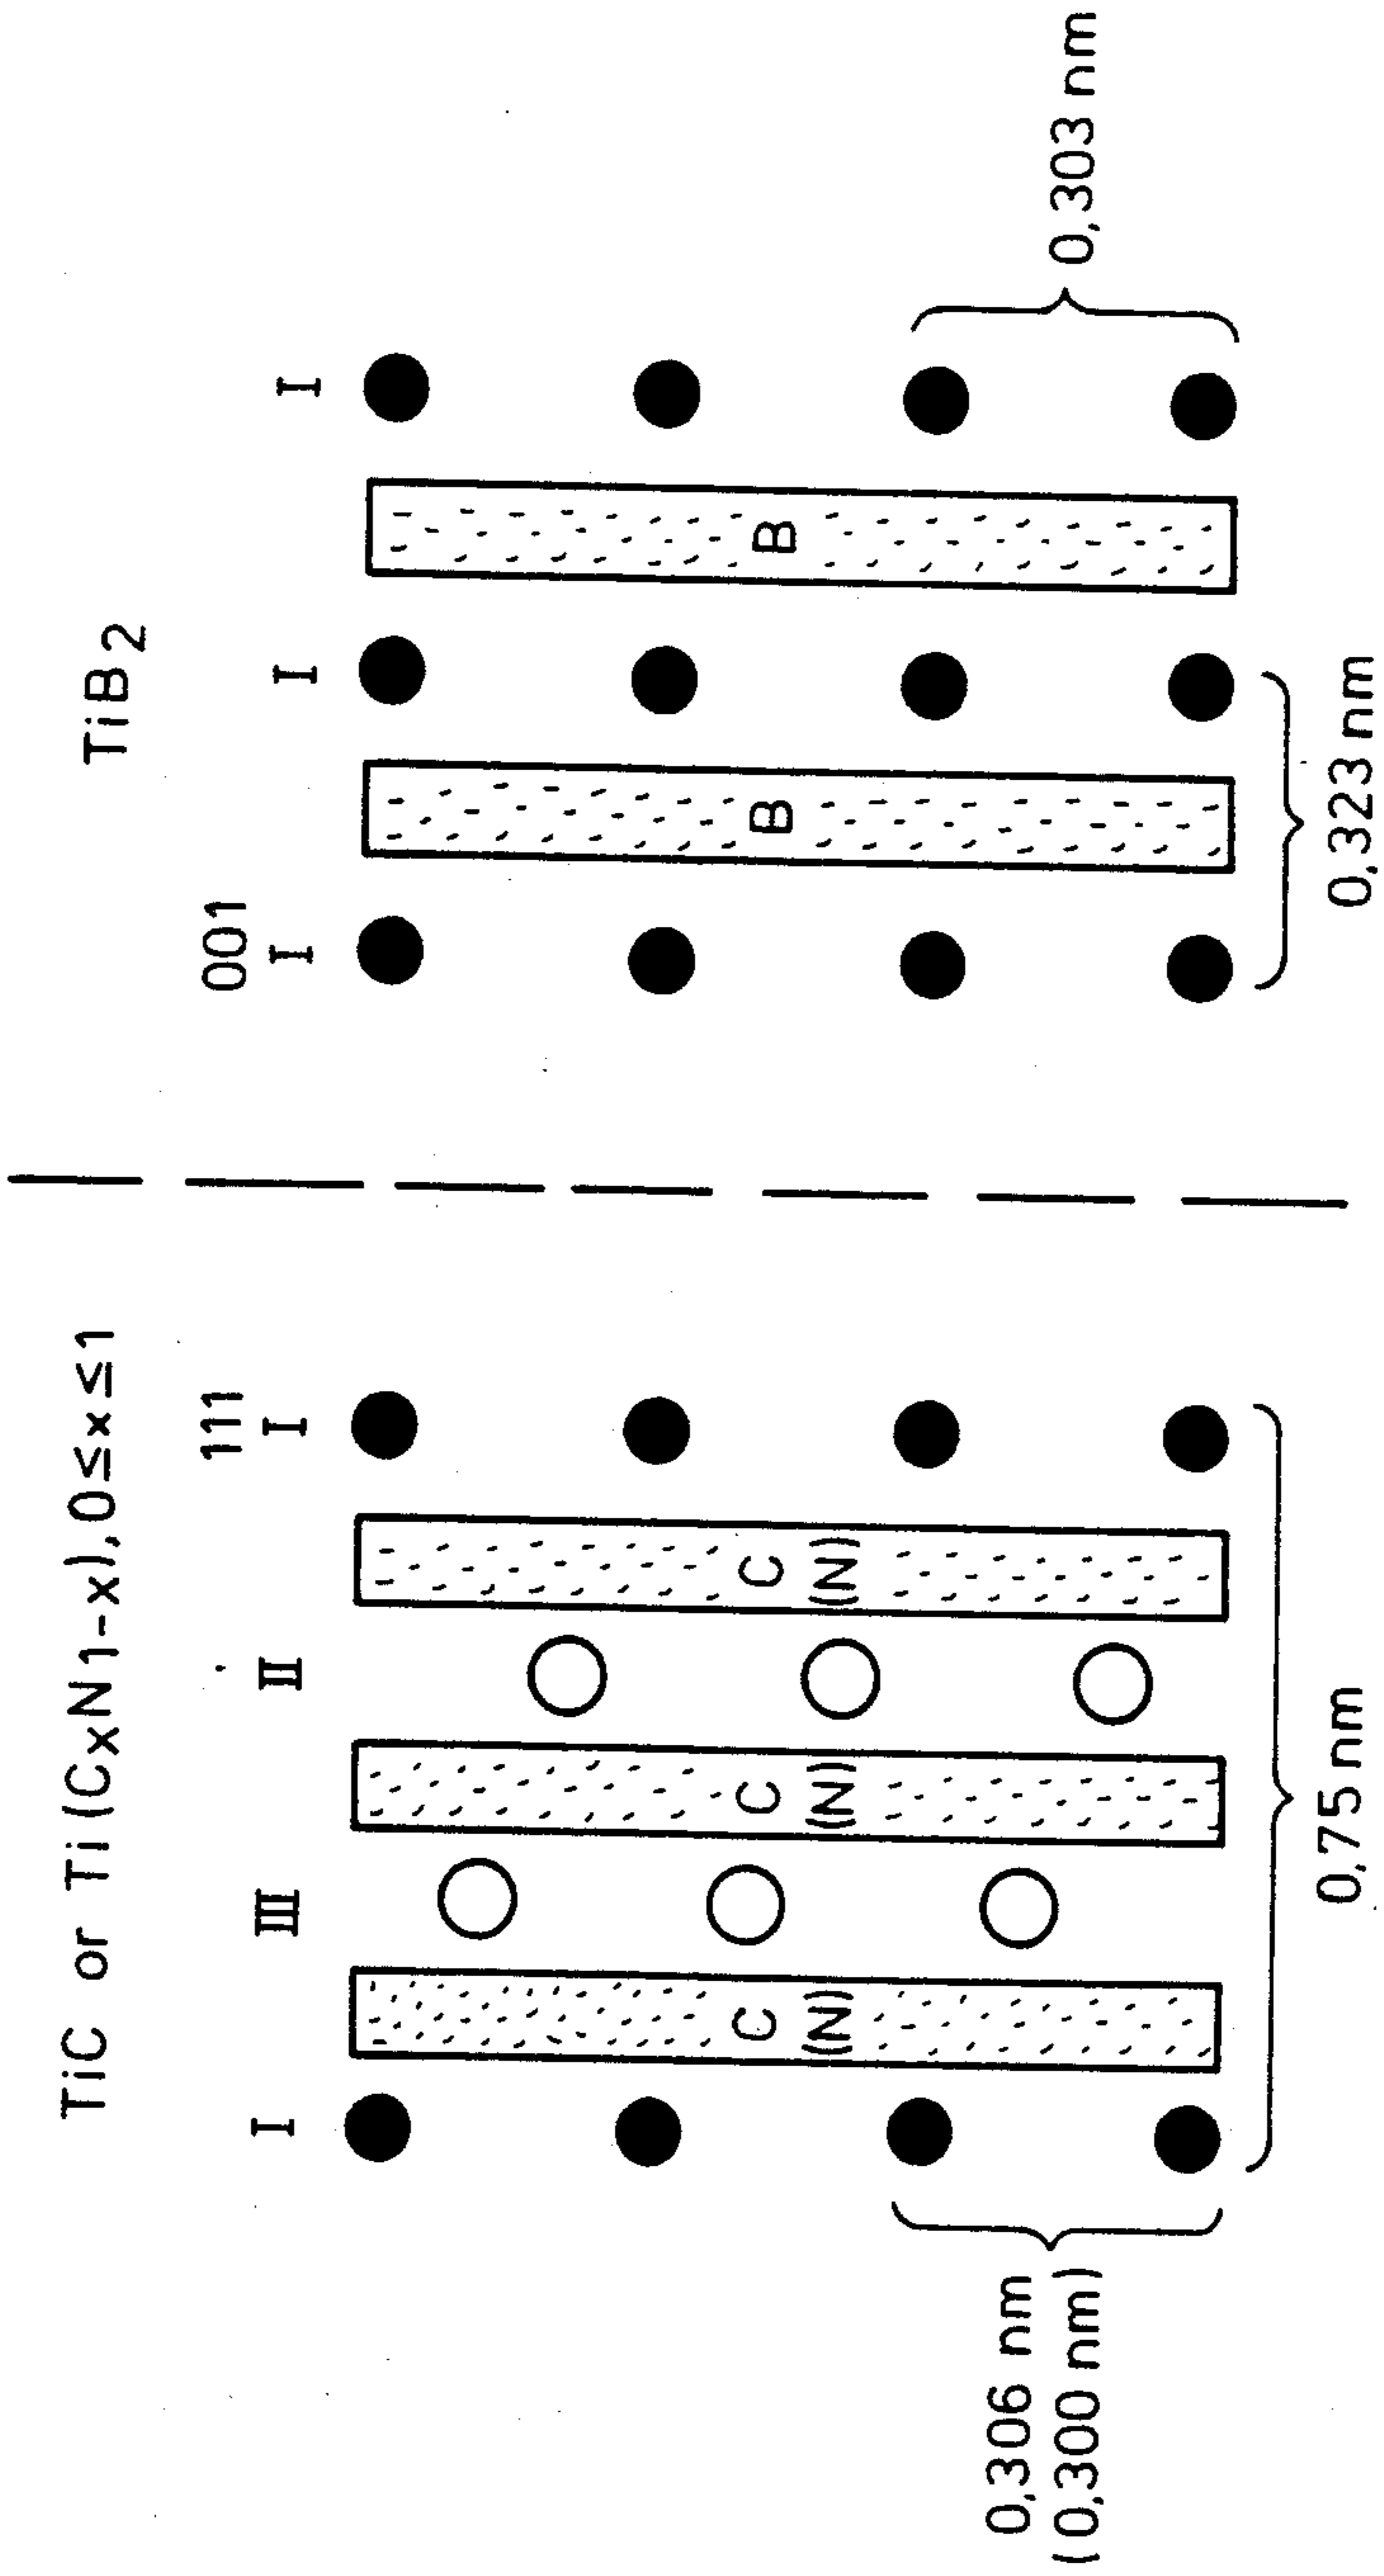 TiC or Ti(CxN1-x),0≤x≤1
TiB2
I
III
II
111
I
001
I
I
I
C
(N)
C
(N)
C
(N)
B
B
0,306 nm
(0,300 nm)
0,75 nm
0,323 nm
0,303 nm